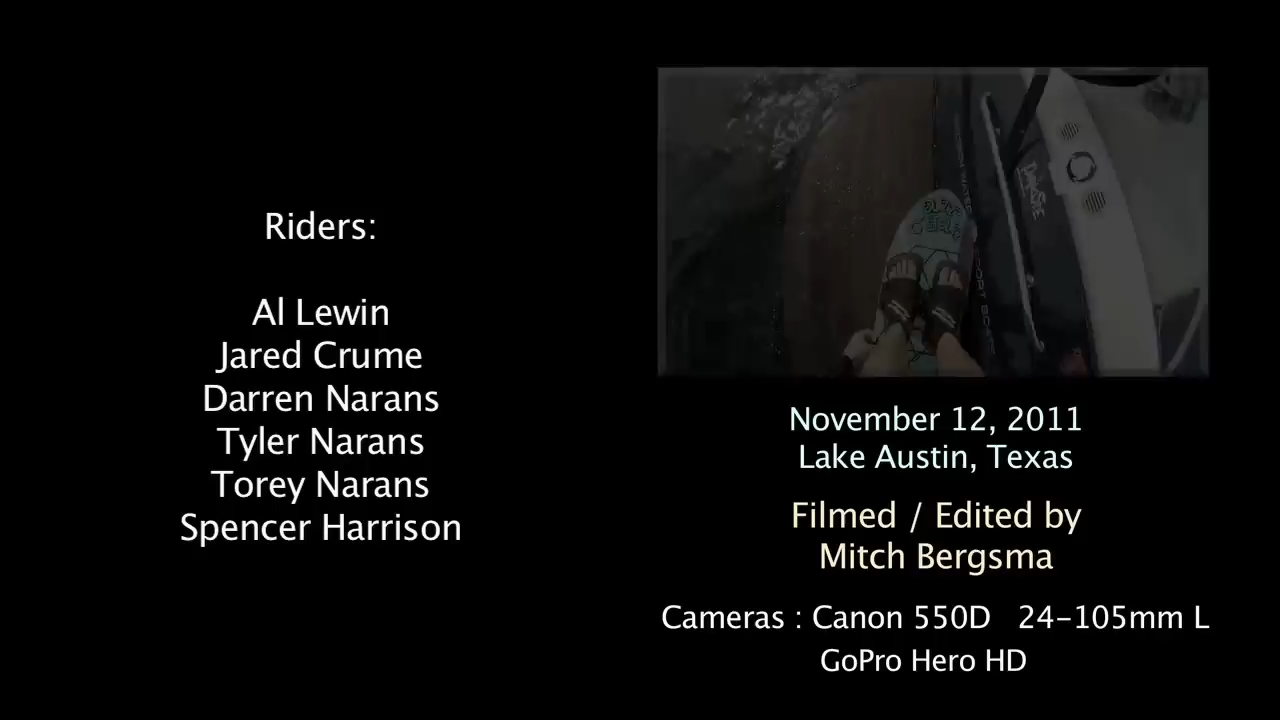 Riders:
Al Lewin
Jared Crume
Darren Narans
Tyler Narans
Torey Narans
Spencer Harrison
November 12, 2011
Lake Austin, Texas
Filmed / Edited by
Mitch Bergsma
Cameras : Canon 550D 24-105mm L
GoPro Hero HD